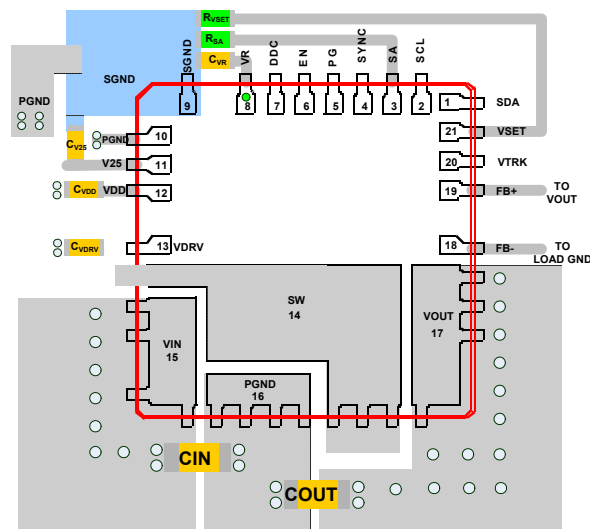 RVSET
RSA
CVR
SGND
VR
DDC
EN
PG
SYNC
SA
SCL
SGND
PGND
9
8
7
6
5
4
3
2
1
SDA
21
VSET
20
VTRK
19
FB+
TO
VOUT
18
FB-
TO
LOAD GND
CV25
PGND
10
V25
11
CVDD
VDD
12
CVDRV
13
VDRV
SW
14
VOUT
17
VIN
15
PGND
16
CIN
COUT